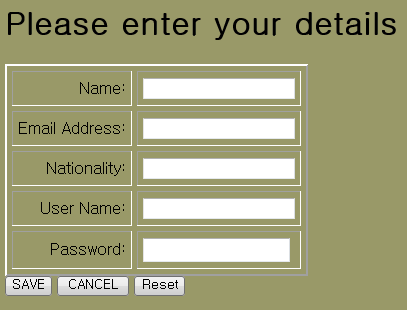 Please enter your details
Name:
Email Address:
Nationality:
User Name:
Password:
SAVE CANCEL Reset